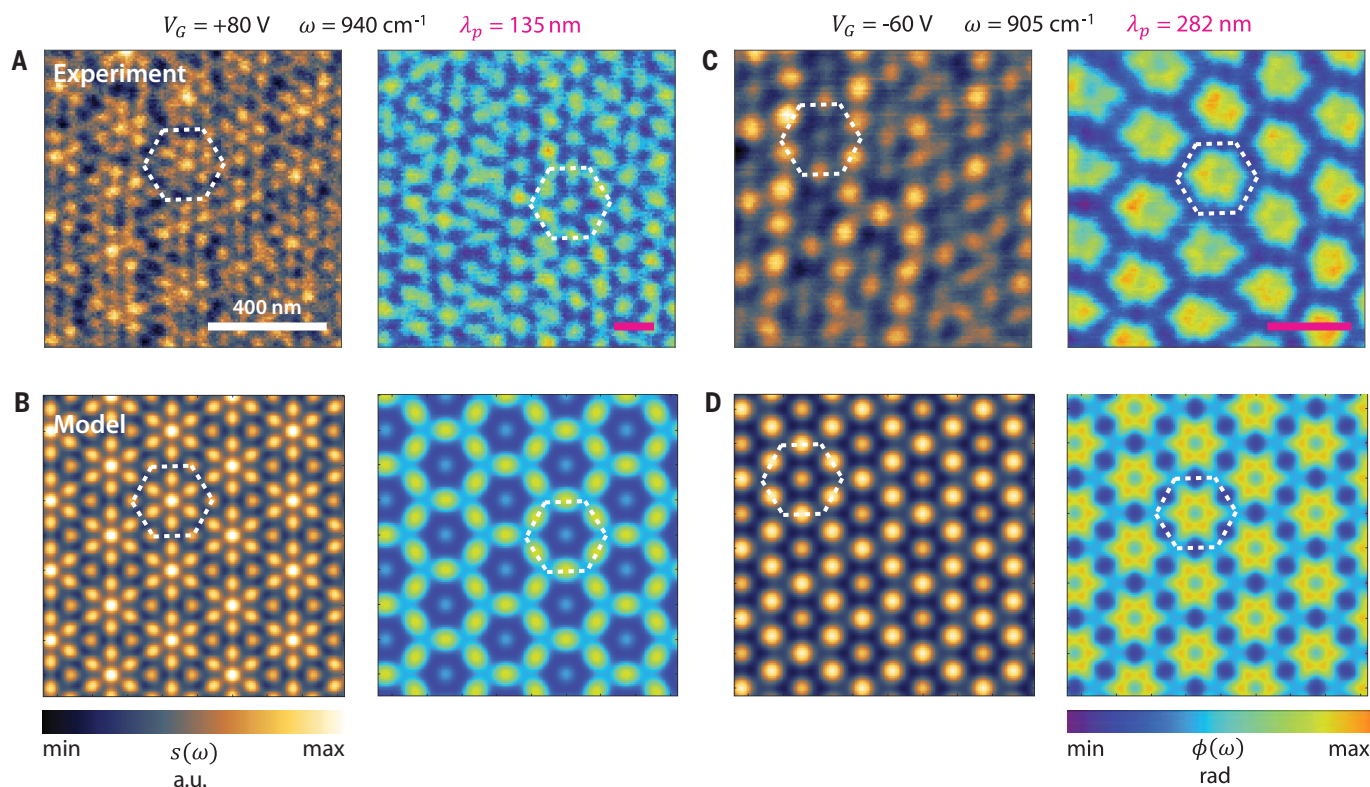 V_G = +80 V   ω = 940 cm⁻¹   λ_p = 135 nm
V_G = -60 V   ω = 905 cm⁻¹   λ_p = 282 nm
A
Experiment
400 nm
C
B
Model
D
min   s(ω)   max
a.u.
min   ϕ(ω)   max
rad